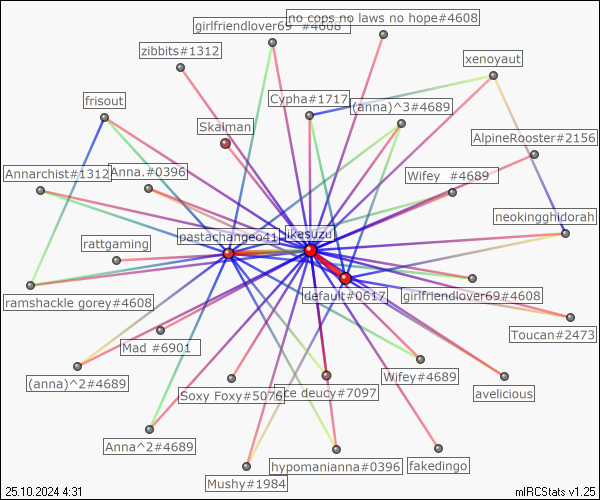 no cops no laws no hope#4608
girlfriendlover69 #4608
zibbits#1312
xenoyaut
frisout
Cypha#1717
(anna)^3#4689
Skalman
AlpineRooster#2156
Annarchist#1312
Anna.#0396
Wifey #4689
neokingghidorah
pastachangeo41
ikasuzu
rattgaming
ramshackle gorey#4608
default#0617
girlfriendlover69#4608
Toucan#2473
Mad #6901
(anna)^2#4689
Soxy Foxy#5076
ce deucy#7097
Wifey#4689
avelicious
Anna^2#4689
hypomanianna#0396
fakedingo
Mushy#1984
25.10.2024 4:31
mIRCStats v1.25